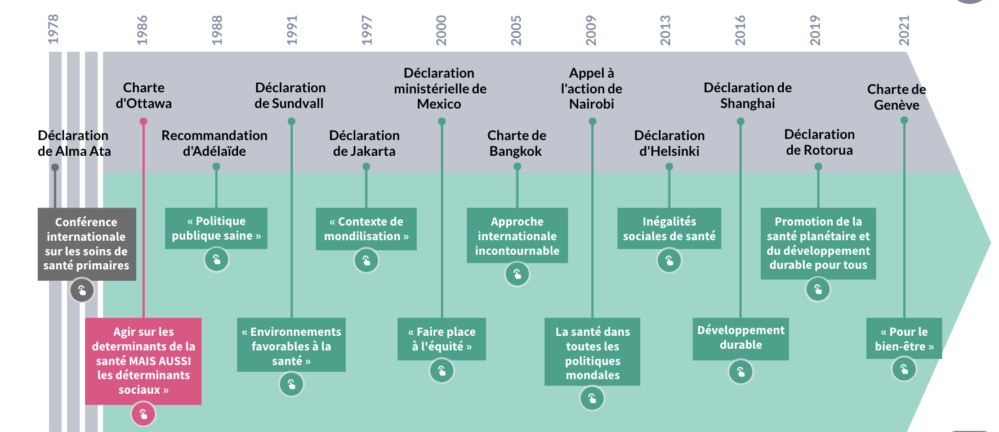 1978
1986
1988
1991
1997
2000
2005
2009
2013
2016
2019
2021
Déclaration
de Alma Ata
Charte
d'Ottawa
Recommandation
d'Adélaïde
Déclaration
de Sundvall
Déclaration
de Jakarta
Déclaration
ministérielle de
Mexico
Charte de
Bangkok
Appel à
l'action de
Nairobi
Déclaration
d'Helsinki
Déclaration de
Shanghai
Déclaration
de Rotorua
Charte de
Genève
Conférence
internationale
sur les soins de
santé primaires
Agir sur les
determinants de la
santé MAIS AUSSI
les déterminants
sociaux »
« Politique
publique saine »
« Environnements
favorables à la
santé »
« Contexte de
mondilisation »
« Faire place
à l'équité »
Approche
internationale
incontournable
La santé dans
toutes les
politiques
mondales
Inégalités
sociales de santé
Développement
durable
Promotion de la
santé planétaire et
du développement
durable pour tous
« Pour le
bien-être »